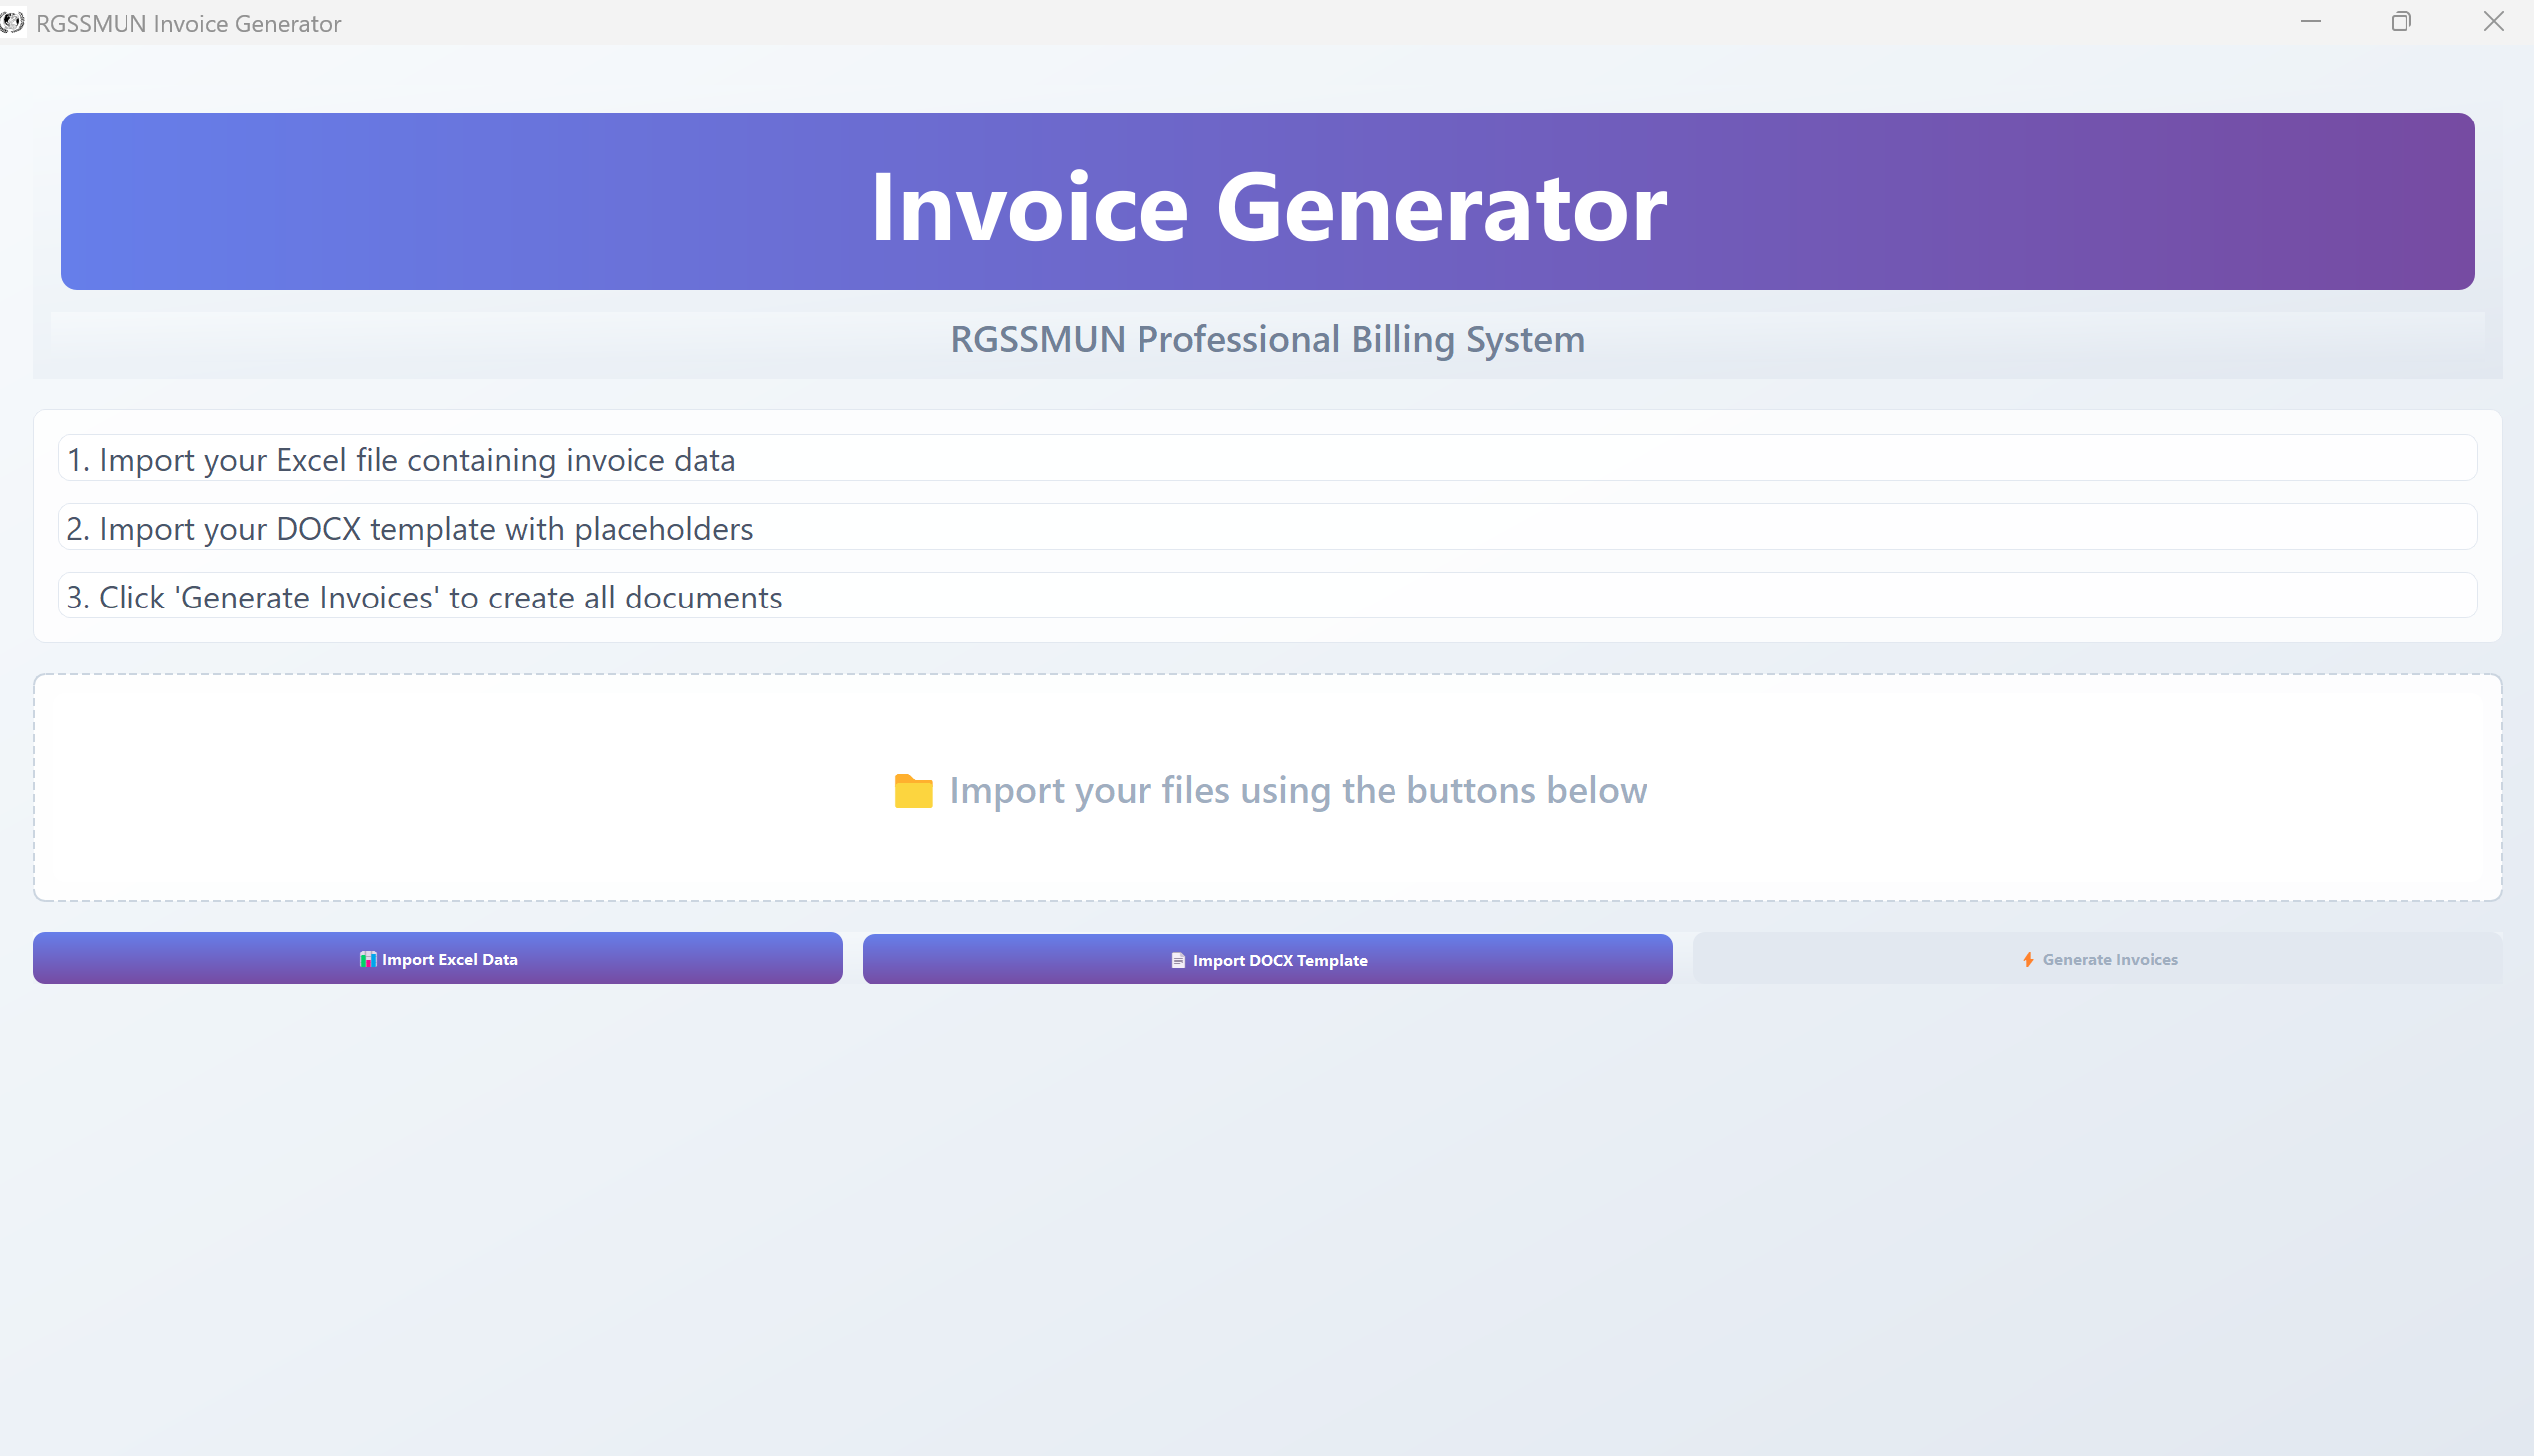 RGSSMUN Invoice Generator
Invoice Generator
RGSSMUN Professional Billing System
1. Import your Excel file containing invoice data
2. Import your DOCX template with placeholders
3. Click 'Generate Invoices' to create all documents
Import your files using the buttons below
Import Excel Data
Import DOCX Template
Generate Invoices